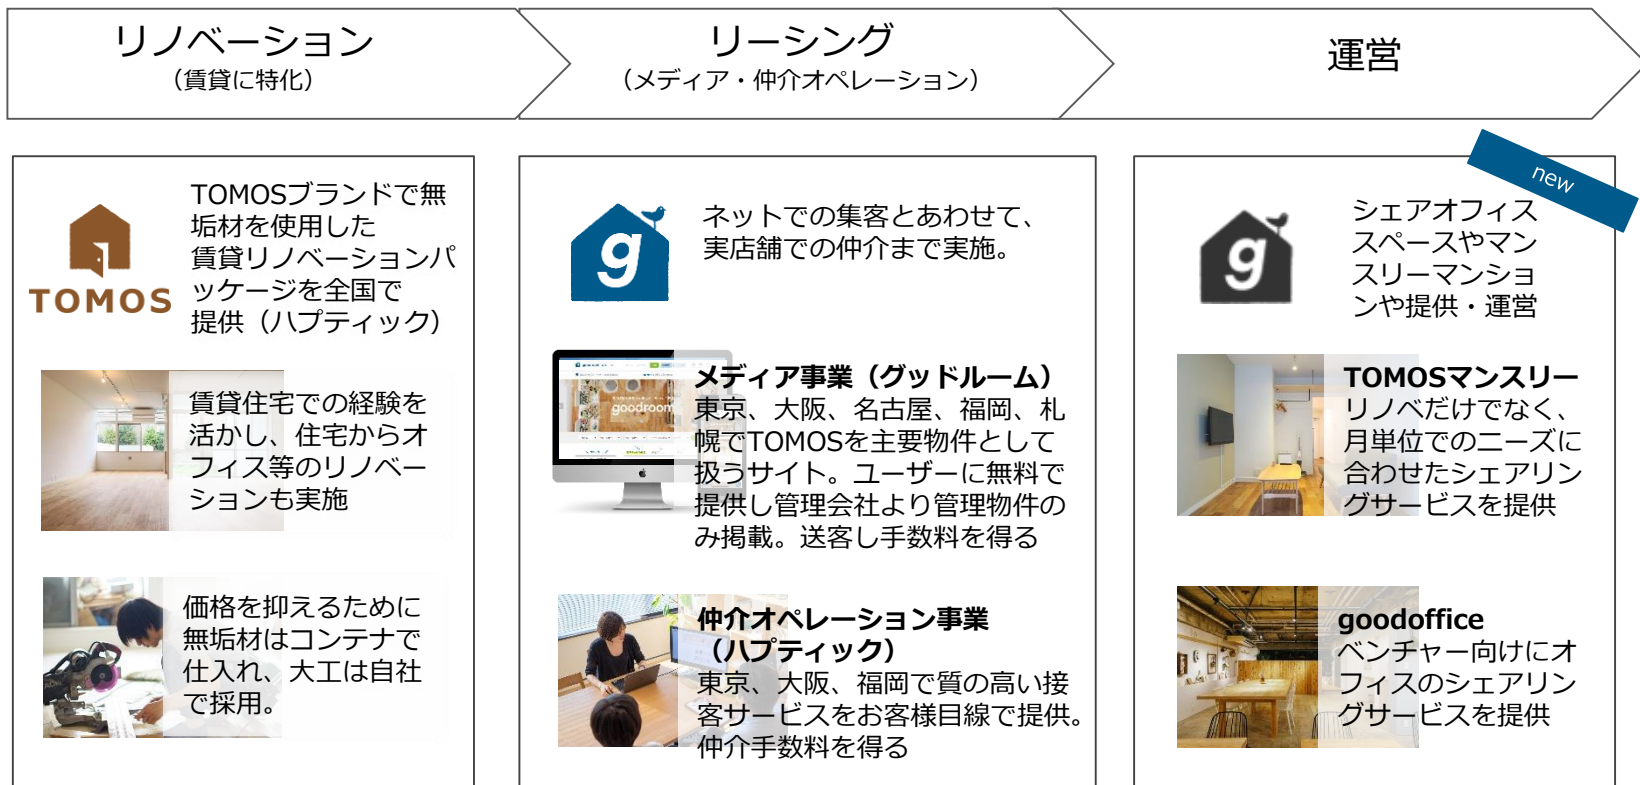 リノベーション
（賃貸に特化）
リーシング
（メディア・仲介オペレーション）
運営
TOMOS
TOMOSブランドで無
垢材を使用した
賃貸リノベーションパ
ッケージを全国で
提供（ハプティック）
賃貸住宅での経験を
活かし、住宅からオ
フィス等のリノベー
ションも実施
価格を抑えるために
無垢材はコンテナで
仕入れ、大工は自社
で採用。
g
ネットでの集客とあわせて、
実店舗での仲介まで実施。
goodroom
メディア事業（グッドルーム）
東京、大阪、名古屋、福岡、札
幌でTOMOSを主要物件として
扱うサイト。ユーザーに無料で
提供し管理会社より管理物件の
み掲載。送客し手数料を得る
仲介オペレーション事業
（ハプティック）
東京、大阪、福岡で質の高い接
客サービスをお客様目線で提供。
仲介手数料を得る
new
g
シェアオフィス
スペースやマン
スリーマンショ
ンや提供・運営
TOMOSマンスリー
リノベだけでなく、
月単位でのニーズに
合わせたシェアリン
グサービスを提供
goodoffice
ベンチャー向けにオ
フィスのシェアリン
グサービスを提供